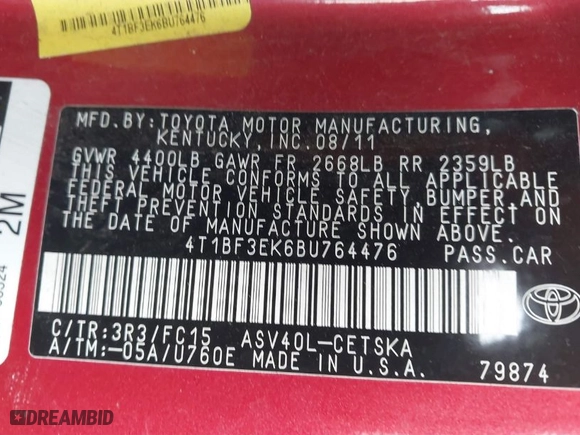 4T1BF3EK6BU764476
2M
MFD.BY:TOYOTA MOTOR MANUFACTURING,
KENTUCKY,INC.08/11
GVWR 4400LB GAWR FR 2668LB RR 2359LB
THIS VEHICLE CONFORMS TO ALL APPLICABLE
FEDERAL MOTOR VEHICLE SAFETY,BUMPER,AND
THEFT PREVENTION STANDARDS IN EFFECT ON
THE DATE OF MANUFACTURE SHOWN ABOVE.
4T1BF3EK6BU764476 PASS.CAR
C/TR:3R3/FC15 ASV40L-CETSKA
A/TM:-05A/U760E MADE IN U.S.A.
79874
DREAMBID